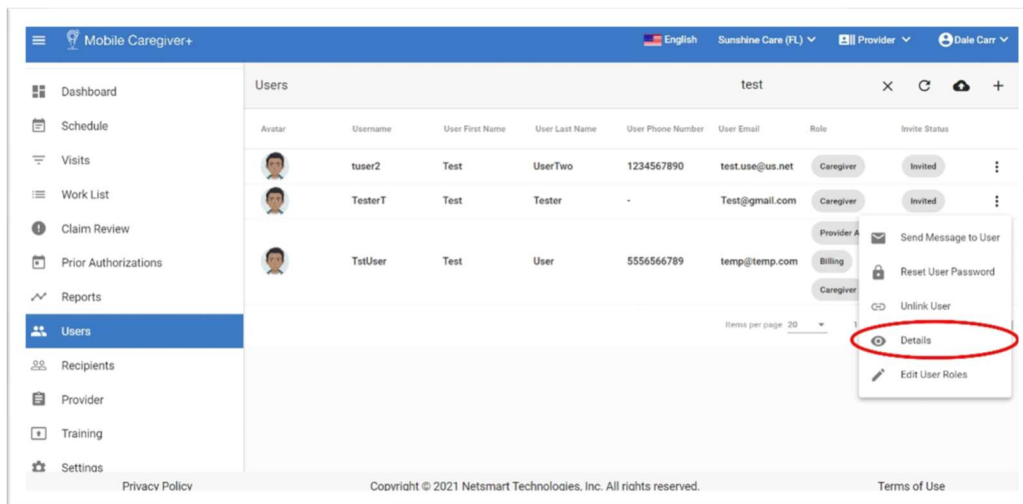 Mobile Caregiver+ English Sunshine Care (FL) Provider Dale Carr
Dashboard
Schedule
Visits
Work List
Claim Review
Prior Authorizations
Reports
Users
Recipients
Provider
Training
Settings
Users test
Avatar Username User First Name User Last Name User Phone Number User Email Role Invite Status
tuser2 Test UserTwo 1234567890 test.use@us.net Caregiver Invited
TesterT Test Tester - Test@gmail.com Caregiver Invited
Provider A
TstUser Test User 5556566789 temp@temp.com Billing
Caregiver
Items per page 20 1
Send Message to User
Reset User Password
Unlink User
Details
Edit User Roles
Privacy Policy Copyright © 2021 Netsmart Technologies, Inc. All rights reserved. Terms of Use